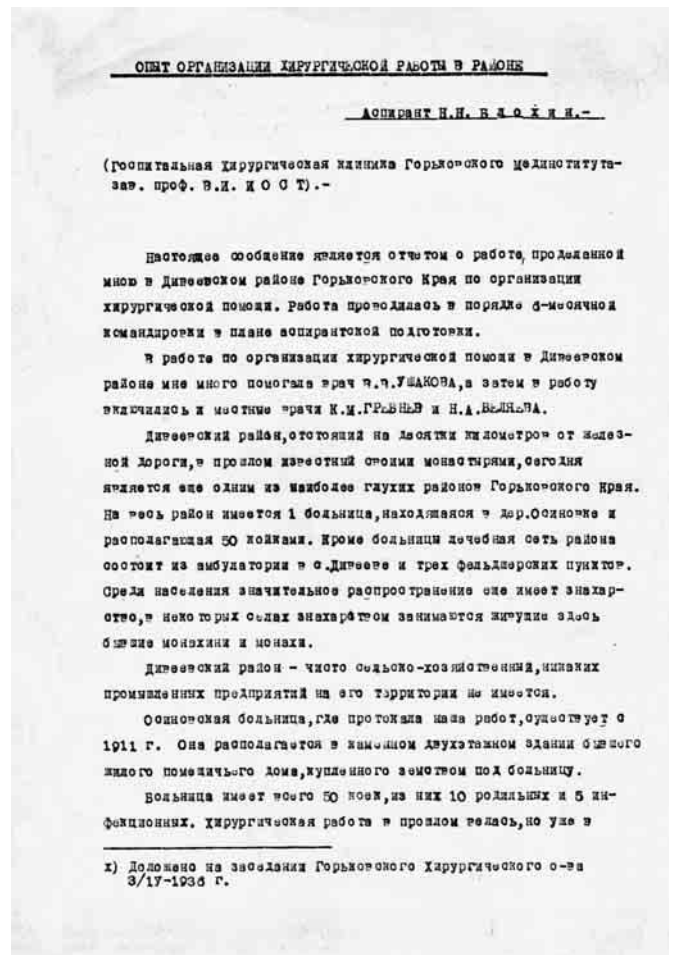 ОПЫТ ОРГАНИЗАЦИИ ХИРУРГИЧЕСКОЙ РАБОТЫ В РАЙОНЕ
Аспирант Н.Н. Б Л О Х И Н.-
(Госпитальная хирургическая клиника Горьковского мединститута-
зав. проф. В.И. И О С Т).-
Настоящее сообщение является отчетом о работе, проделанной
мною в Дивеевском районе Горьковского Края по организации
хирургической помощи. Работа проводилась в порядке 6-месячной
командировки в плане аспирантской подготовки.
В работе по организации хирургической помощи в Дивеевском
районе мне много помогала врач УШАКОВА,а затем в работу
включились и местные врачи К.М.ГРЕБНЕВ и Н.А.БЕЛЯЕВА.
Дивеевский район,отстоящий на десятки километров от желез-
ной дороги,в прошлом известный своими монастырями,сегодня
является еще одним из наиболее глухих районов Горьковского Края.
На весь район имеется 1 больница,находящаяся в дер.Осиновке и
располагающая 50 койками. Кроме больницы лечебная сеть района
состоит из амбулатории в с.Дивееве и трех фельдшерских пунктов.
Среди населения значительное распространение еще имеет знахар-
ство,в некоторых селах знахарством занимаются живущие здесь
бывшие монахини и монахи.
Дивеевский район - чисто сельско-хозяйственный,никаких
промышленных предприятий на его территории не имеется.
Осиновская больница,где протекала наша работ,существует с
1911 г. Она располагается в каменном двухэтажном здании бывшего
жилого помещичьего дома,купленного земством под больницу.
Больница имеет всего 50 коек,из них 10 родильных и 5 ин-
фекционных. Хирургическая работа в прошлом велась,но уже в
х) Доложено на заседании Горьковского Хирургического о-ва
3/1У-1936 г.